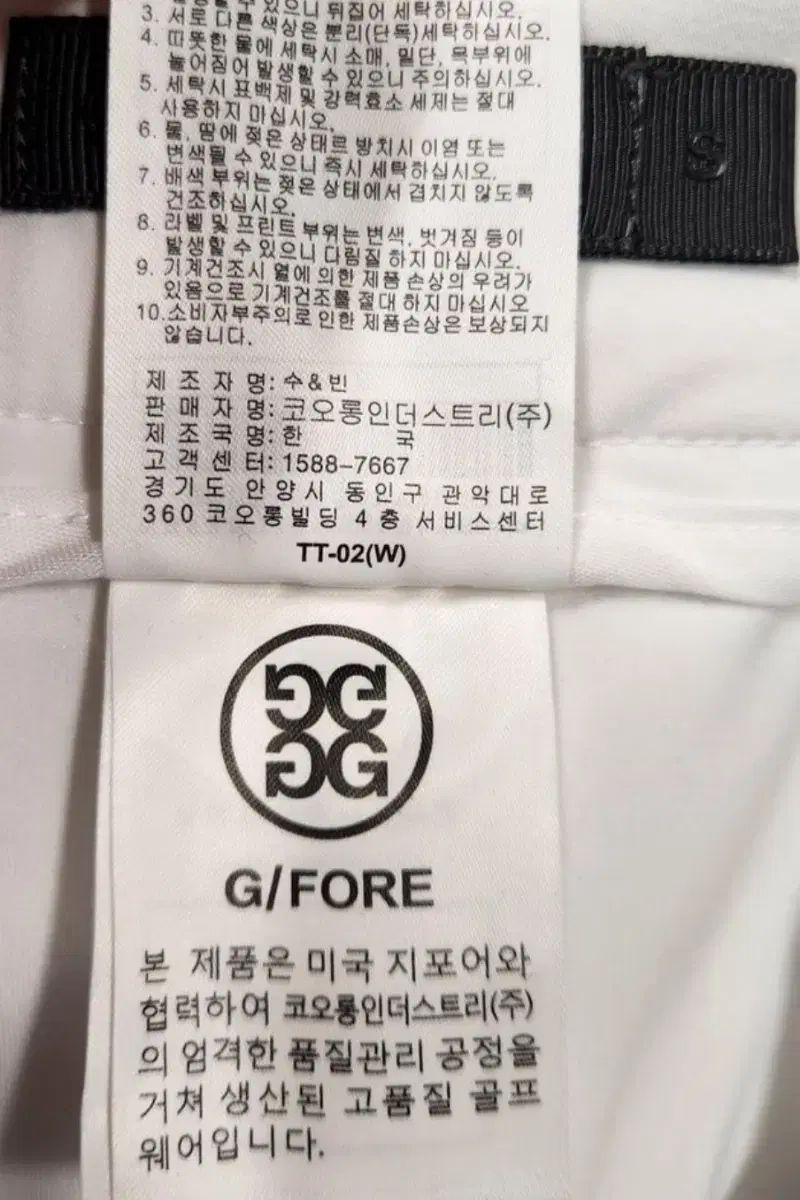 있으니 뒤집어 세탁하십시오.
3. 서로 다른 색상은 분리(단독)세탁하십시오.
4. 따뜻한 물에 세탁시 소매, 밑단, 목부위에
늘어짐이 발생할 수 있으니 주의하십시오.
5. 세탁시 표백제 및 강력효소 세제는 절대
사용하지 마십시오.
6. 물, 땀에 젖은 상태르 방치시 이염 또는
변색될 수 있으니 즉시 세탁하십시오.
7. 배색 부위는 젖은 상태에서 겹치지 않도록
건조하십시오.
8. 라벨 및 프린트 부위는 변색, 벗겨짐 등이
발생할 수 있으니 다림질 하지 마십시오.
9. 기계건조시 열에 의한 제품 손상의 우려가
있음으로 기계건조를 절대 하지 마십시오
10.소비자부주의로 인한 제품손상은 보상되지
않습니다.
S
제 조 자 명: 수&빈
판 매 자 명: 코오롱인더스트리(주)
제 조 국 명: 한 국
고 객 센 터: 1588-7667
경기도 안양시 동인구 관악대로
360 코오롱빌딩 4 층 서비스센터
TT-02(W)
G/FORE
본 제품은 미국 지포어와
협력하여 코오롱인더스트리(주)
의 엄격한 품질관리 공정을
거쳐 생산된 고품질 골프
웨어입니다.